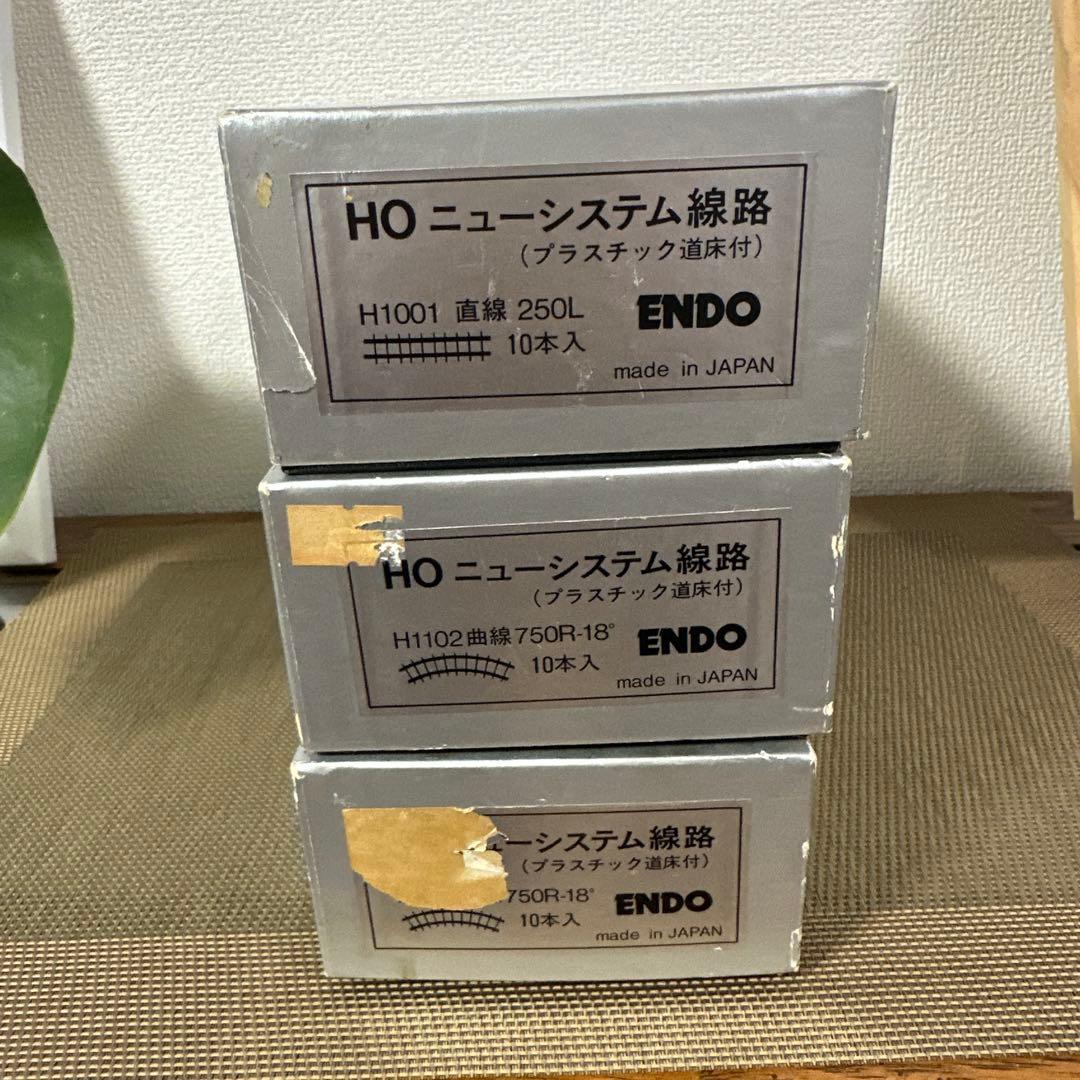 HO ニューシステム線路
(プラスチック道床付)
H1001 直線 250L
10本入
ENDO
made in JAPAN
HO ニューシステム線路
(プラスチック道床付)
H1102 曲線 750R-18°
10本入
ENDO
made in JAPAN
ューシステム線路
(プラスチック道床付)
750R-18°
10本入
ENDO
made in JAPAN